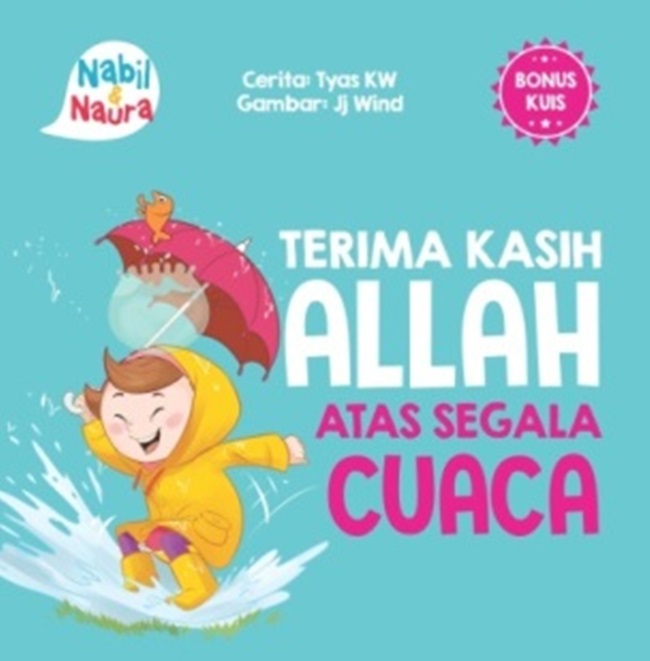 Nabil
&
Naura
Cerita: Tyas KW
Gambar: Jj Wind
BONUS
KUIS
TERIMA KASIH
ALLAH
ATAS SEGALA
CUACA